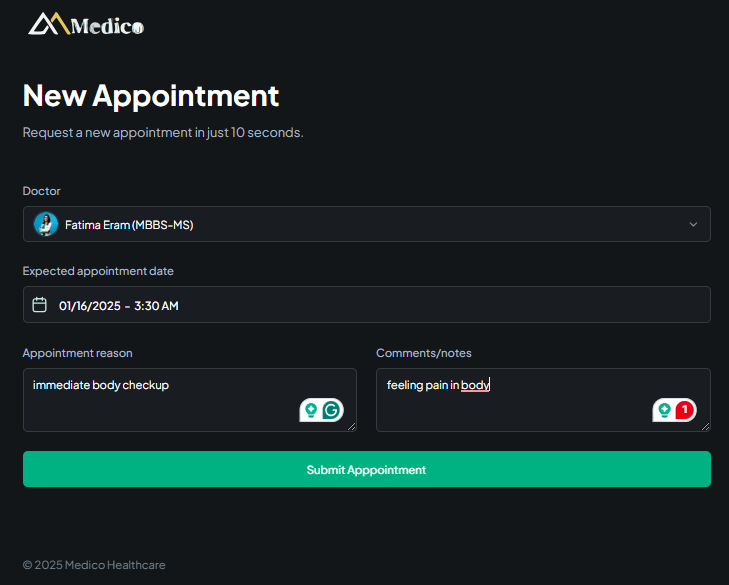 Medico
New Appointment
Request a new appointment in just 10 seconds.
Doctor
Fatima Eram (MBBS-MS)
Expected appointment date
01/16/2025 - 3:30 AM
Appointment reason Comments/notes
immediate body checkup feeling pain in body
G 1
Submit Apppointment
© 2025 Medico Healthcare